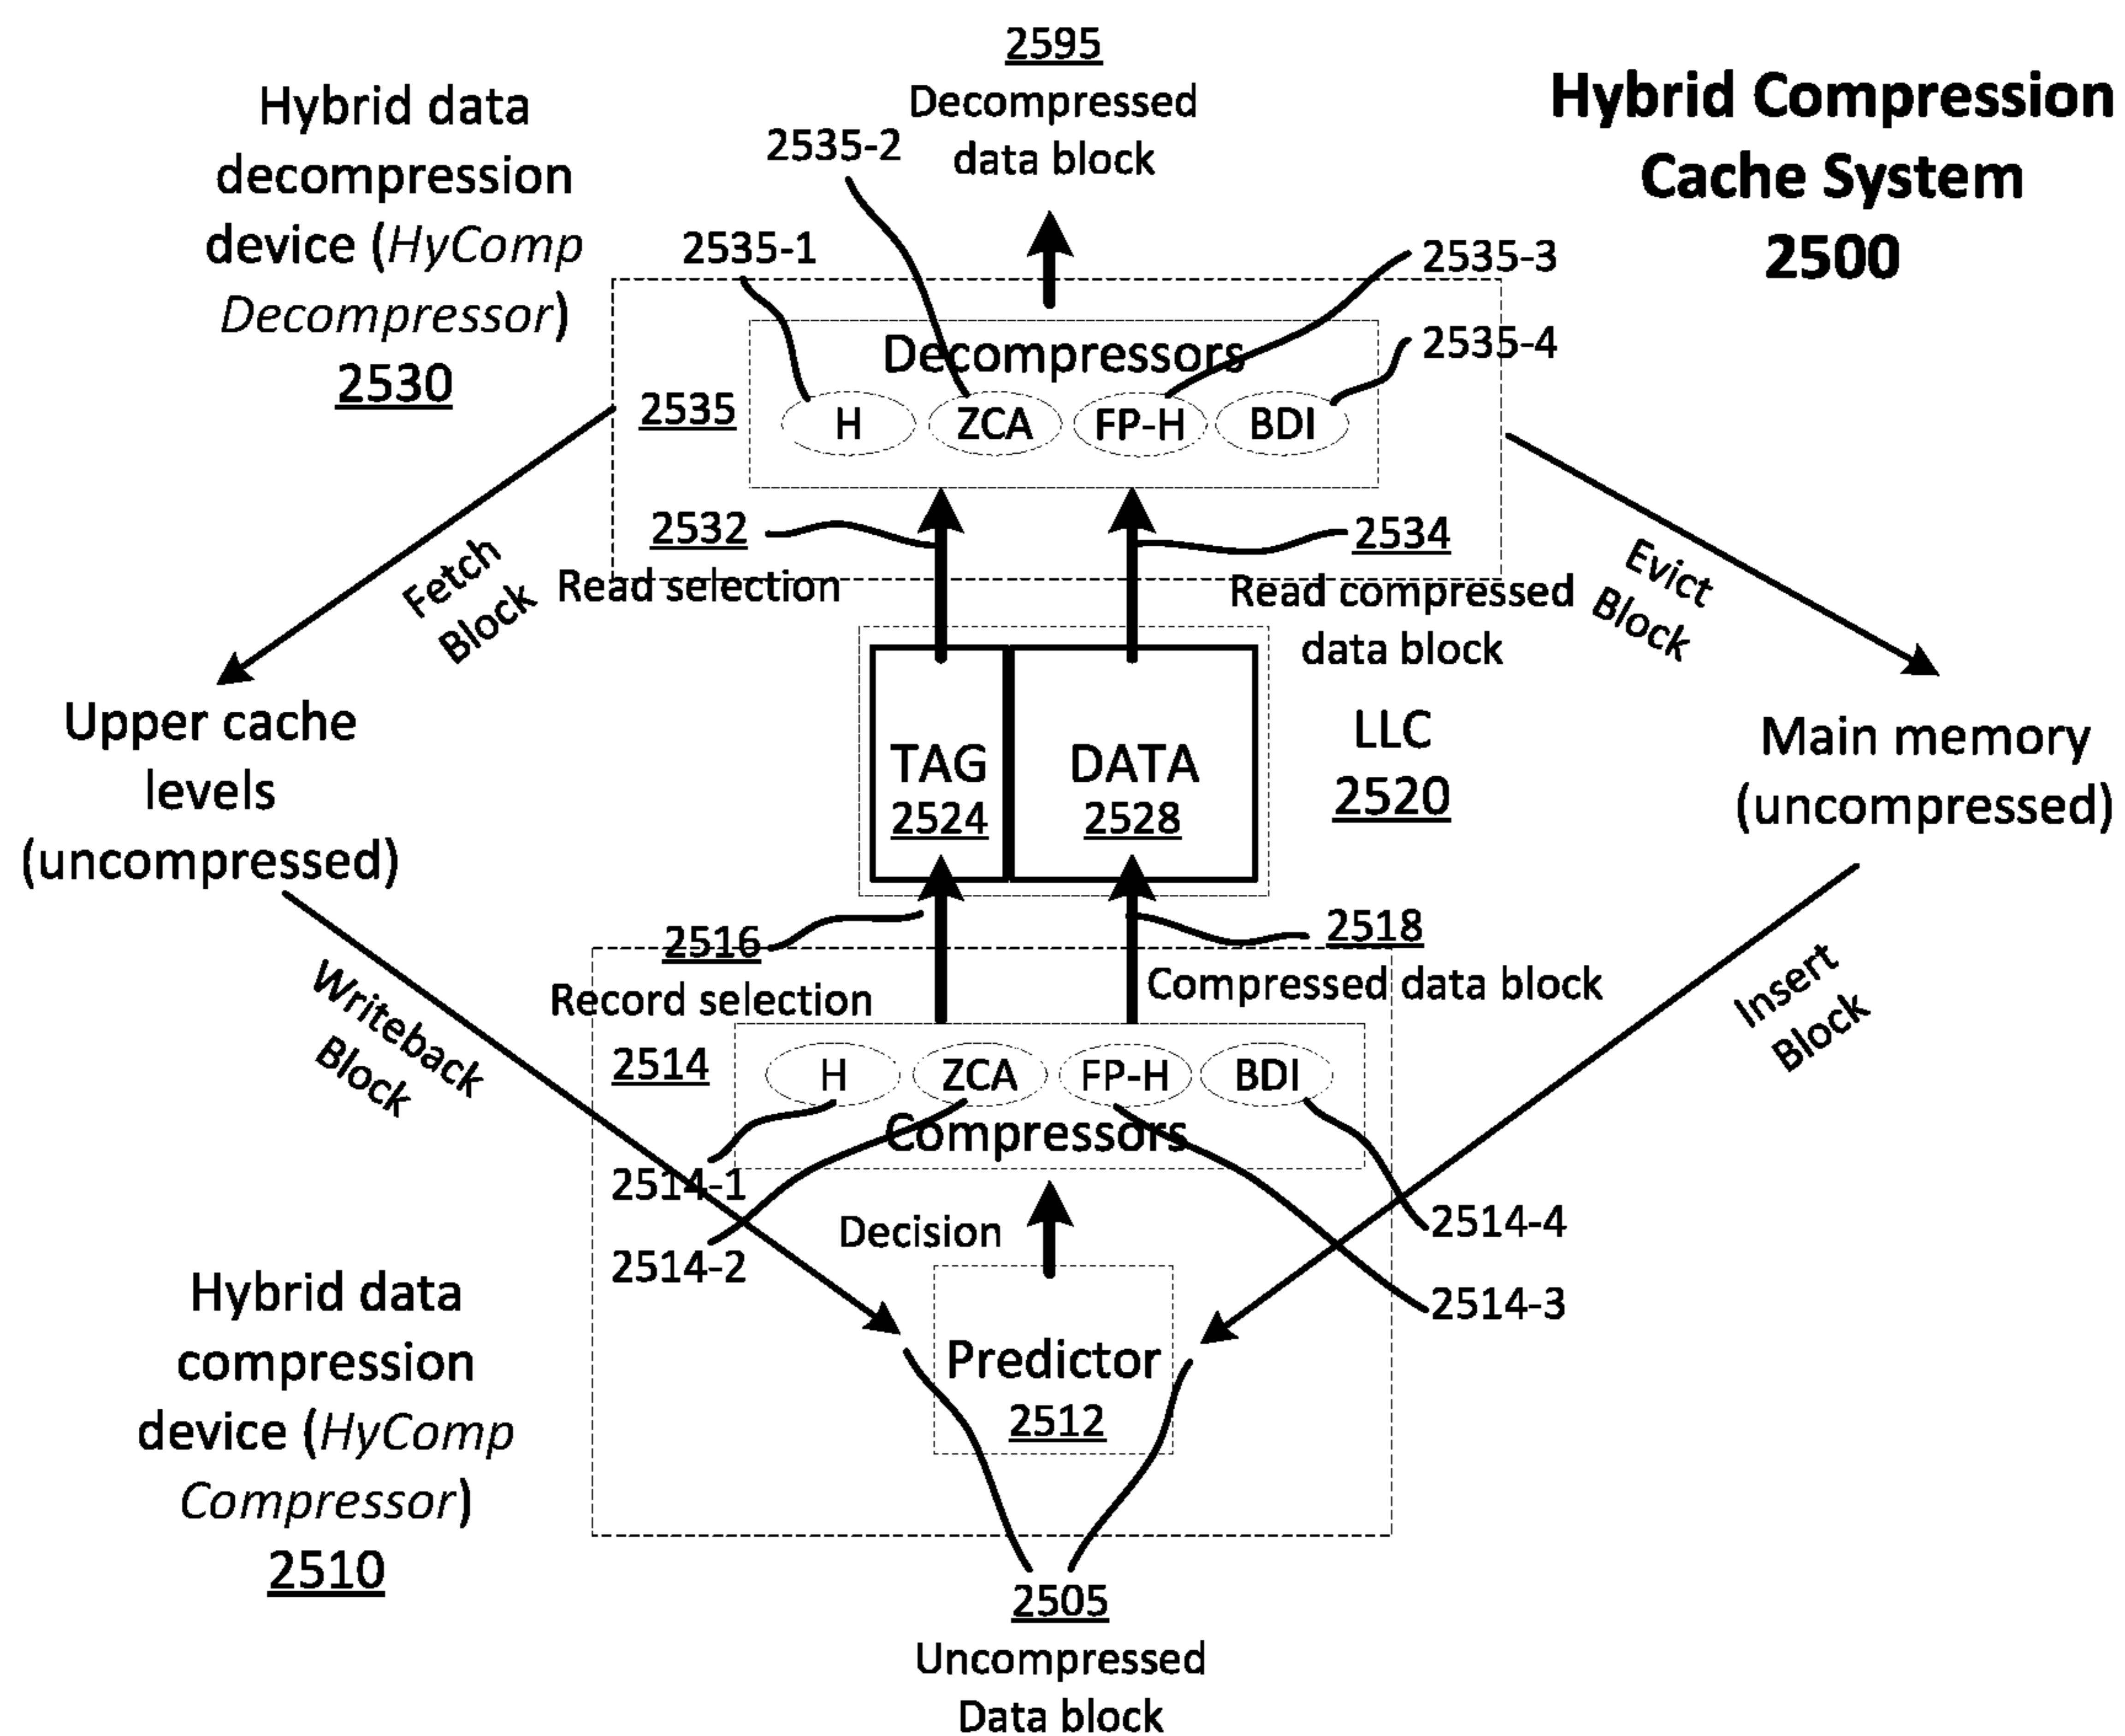 2595
Decompressed
data block
Hybrid Compression
Cache System
2500
Hybrid data
decompression
device (HyComp
Decompressor)
2530
2535-2
2535-1
2535-3
2535-4
Decompressors
2535
H
ZCA
FP-H
BDI
2532
Read selection
2534
Read compressed
data block
Fetch
Block
Evict
Block
Upper cache
levels
(uncompressed)
TAG
2524
DATA
2528
LLC
2520
Main memory
(uncompressed)
2516
Record selection
2518
Compressed data block
Writeback
Block
Insert
Block
2514
H
ZCA
FP-H
BDI
Compressors
2514-1
2514-2
2514-4
2514-3
Decision
Predictor
2512
Hybrid data
compression
device (HyComp
Compressor)
2510
2505
Uncompressed
Data block